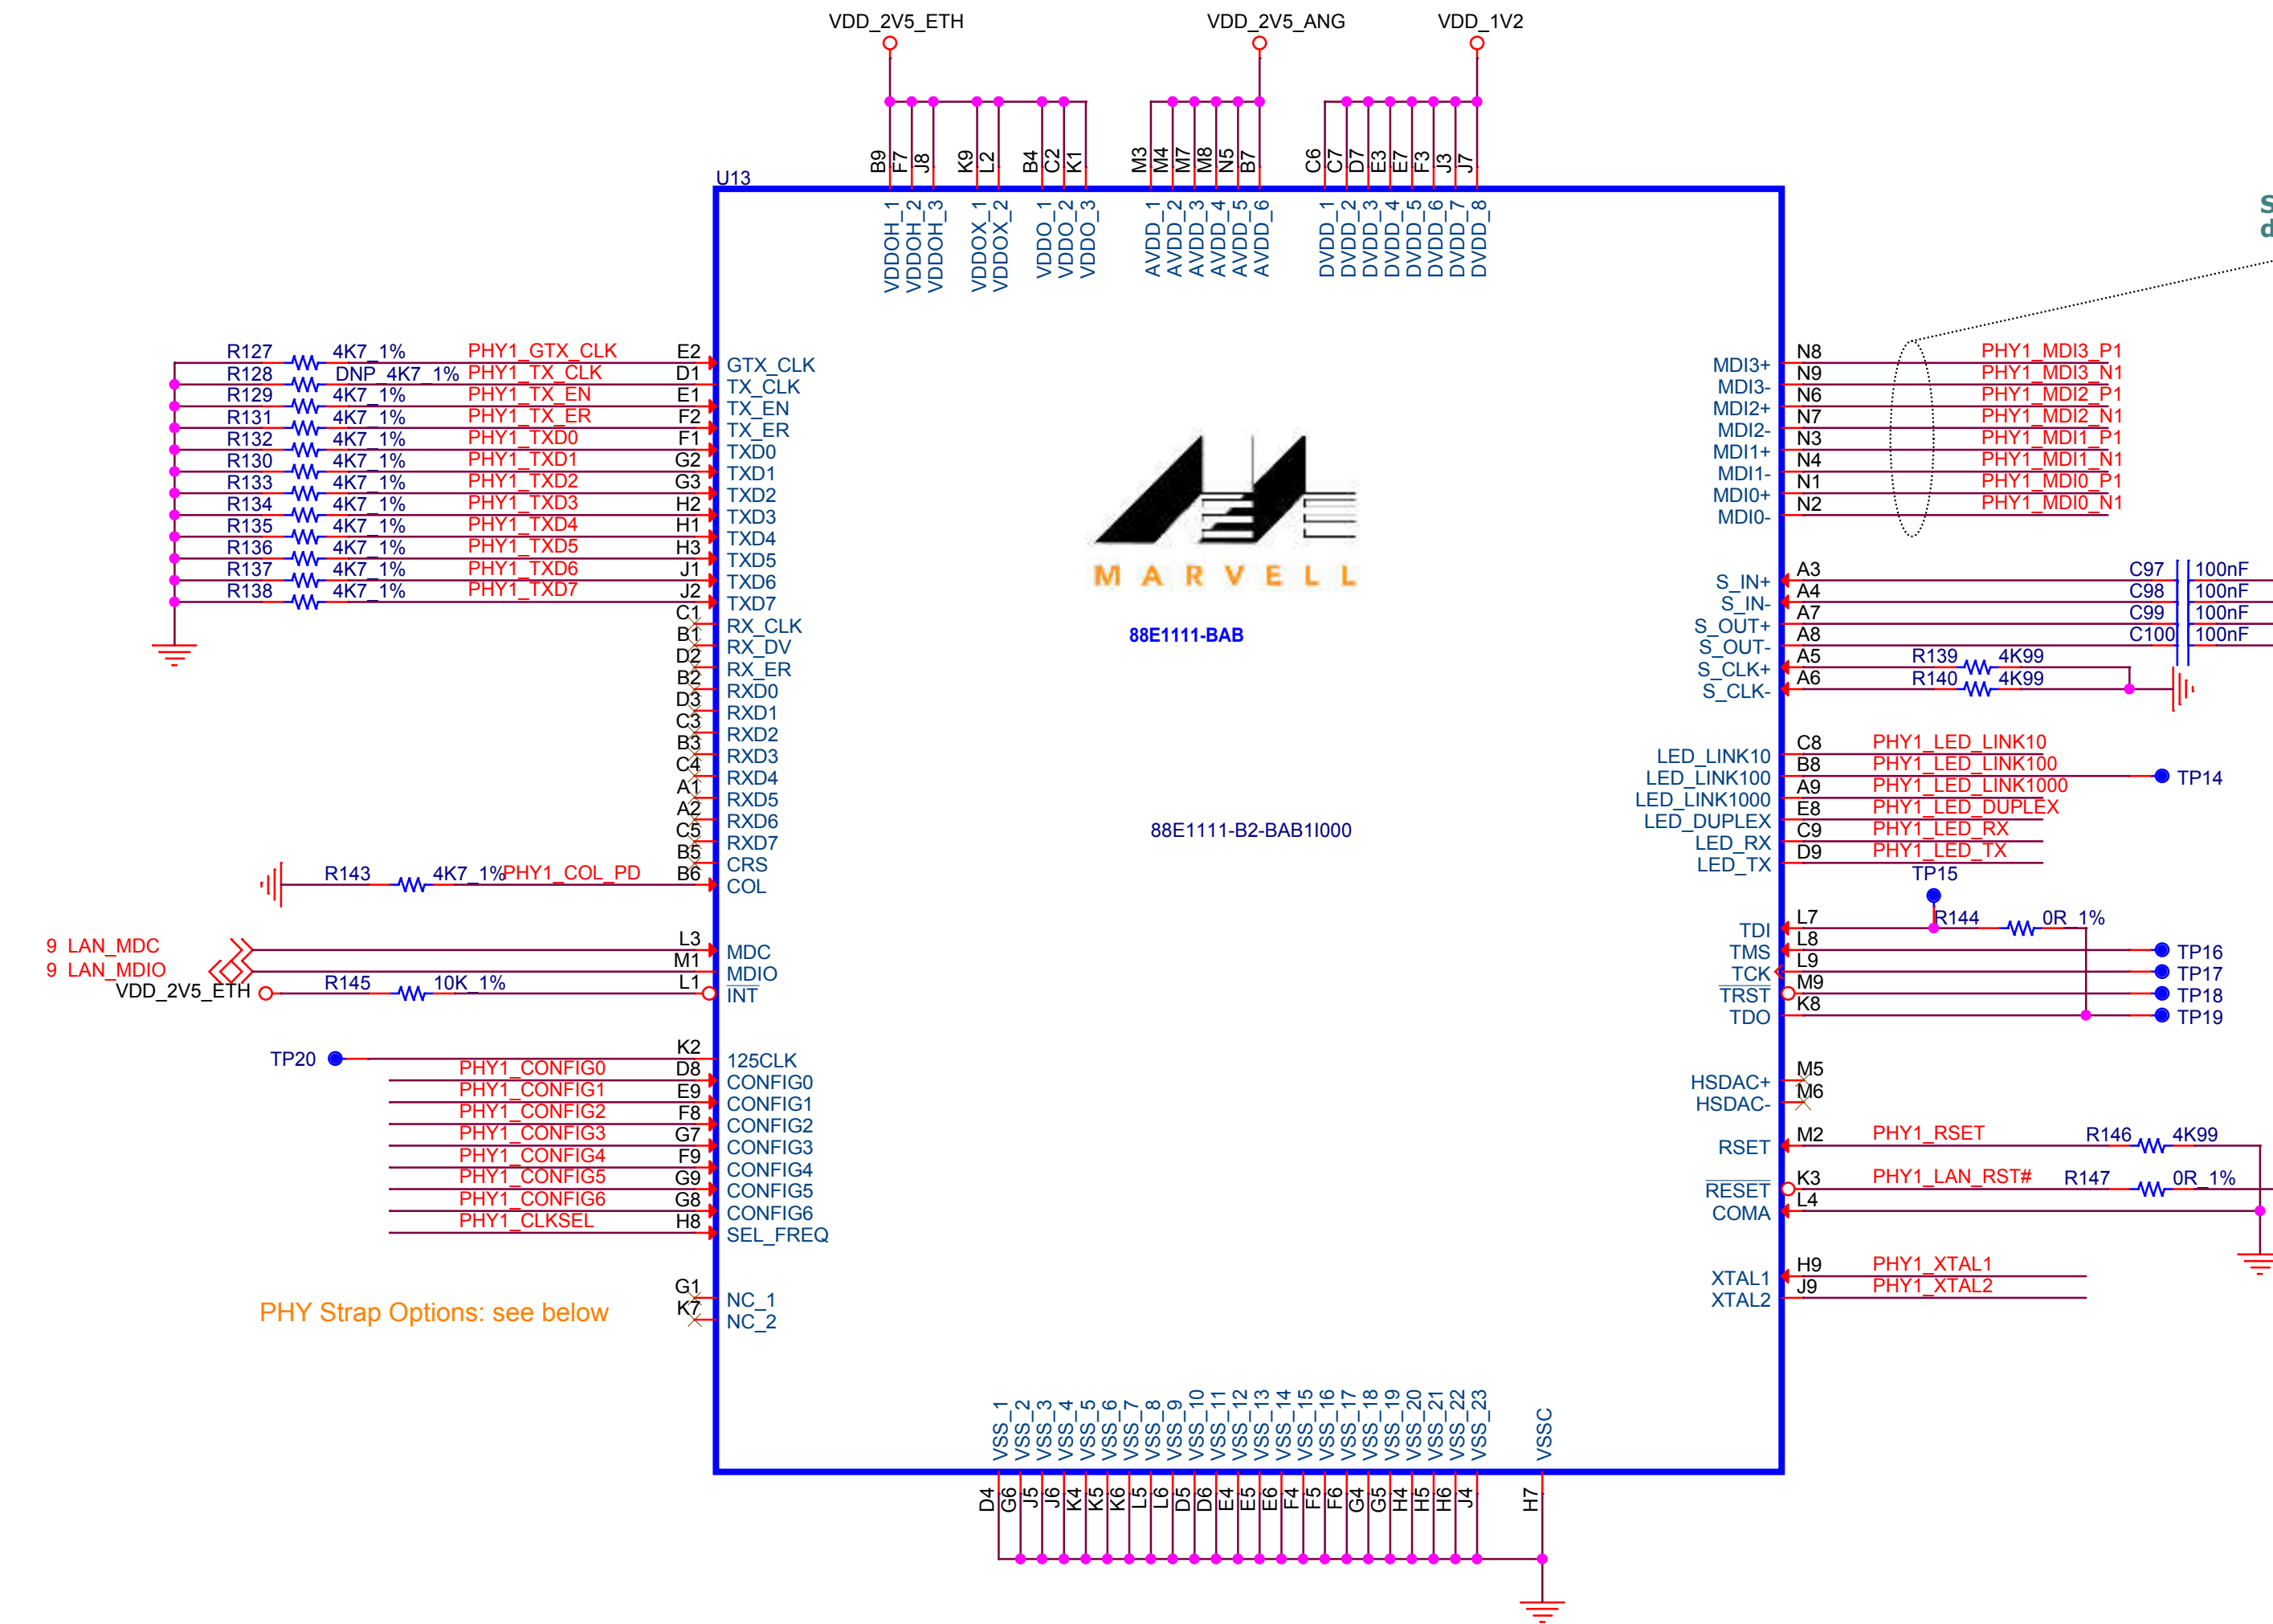 VDD_2V5_ETH
VDD_2V5_ANG
VDD_1V2
B9
F7
J8
K9
L2
B4
C2
K1
M3
M4
M7
M8
N5
B7
C6
C7
D7
E3
E7
F3
J3
J7
U13
VDDOH_1
VDDOH_2
VDDOH_3
VDDOX_1
VDDOX_2
VDDO_1
VDDO_2
VDDO_3
AVDD_1
AVDD_2
AVDD_3
AVDD_4
AVDD_5
AVDD_6
DVDD_1
DVDD_2
DVDD_3
DVDD_4
DVDD_5
DVDD_6
DVDD_7
DVDD_8
S
d
R127 4K7_1% PHY1_GTX_CLK E2 GTX_CLK
R128 DNP_4K7_1% PHY1_TX_CLK D1 TX_CLK
R129 4K7_1% PHY1_TX_EN E1 TX_EN
R131 4K7_1% PHY1_TX_ER F2 TX_ER
R132 4K7_1% PHY1_TXD0 F1 TXD0
R130 4K7_1% PHY1_TXD1 G2 TXD1
R133 4K7_1% PHY1_TXD2 G3 TXD2
R134 4K7_1% PHY1_TXD3 H2 TXD3
R135 4K7_1% PHY1_TXD4 H1 TXD4
R136 4K7_1% PHY1_TXD5 H3 TXD5
R137 4K7_1% PHY1_TXD6 J1 TXD6
R138 4K7_1% PHY1_TXD7 J2 TXD7
C1 RX_CLK
B1 RX_DV
D2 RX_ER
B2 RXD0
D3 RXD1
C3 RXD2
B3 RXD3
C4 RXD4
A1 RXD5
A2 RXD6
C5 RXD7
B5 CRS
R143 4K7_1% PHY1_COL_PD B6 COL
9 LAN_MDC L3 MDC
9 LAN_MDIO M1 MDIO
VDD_2V5_ETH R145 10K_1% L1 INT
TP20 K2 125CLK
PHY1_CONFIG0 D8 CONFIG0
PHY1_CONFIG1 E9 CONFIG1
PHY1_CONFIG2 F8 CONFIG2
PHY1_CONFIG3 G7 CONFIG3
PHY1_CONFIG4 F9 CONFIG4
PHY1_CONFIG5 G9 CONFIG5
PHY1_CONFIG6 G8 CONFIG6
PHY1_CLKSEL H8 SEL_FREQ
G1 NC_1
K7 NC_2
PHY Strap Options: see below
MARVELL
88E1111-BAB
88E1111-B2-BAB1I000
MDI3+ N8 PHY1_MDI3_P1
MDI3- N9 PHY1_MDI3_N1
MDI2+ N6 PHY1_MDI2_P1
MDI2- N7 PHY1_MDI2_N1
MDI1+ N3 PHY1_MDI1_P1
MDI1- N4 PHY1_MDI1_N1
MDI0+ N1 PHY1_MDI0_P1
MDI0- N2 PHY1_MDI0_N1
S_IN+ A3 C97 100nF
S_IN- A4 C98 100nF
S_OUT+ A7 C99 100nF
S_OUT- A8 C100 100nF
S_CLK+ A5 R139 4K99
S_CLK- A6 R140 4K99
LED_LINK10 C8 PHY1_LED_LINK10
LED_LINK100 B8 PHY1_LED_LINK100 TP14
LED_LINK1000 A9 PHY1_LED_LINK1000
LED_DUPLEX E8 PHY1_LED_DUPLEX
LED_RX C9 PHY1_LED_RX
LED_TX D9 PHY1_LED_TX
TP15
TDI L7 R144 0R_1%
TMS L8 TP16
TCK L9 TP17
TRST M9 TP18
TDO K8 TP19
HSDAC+ M5
HSDAC- M6
RSET M2 PHY1_RSET R146 4K99
RESET K3 PHY1_LAN_RST# R147 0R_1%
COMA L4
XTAL1 H9 PHY1_XTAL1
XTAL2 J9 PHY1_XTAL2
VSS_1
VSS_2
VSS_3
VSS_4
VSS_5
VSS_6
VSS_7
VSS_8
VSS_9
VSS_10
VSS_11
VSS_12
VSS_13
VSS_14
VSS_15
VSS_16
VSS_17
VSS_18
VSS_19
VSS_20
VSS_21
VSS_22
VSS_23
VSSC
D4
G6
J5
J6
K4
K5
K6
L5
L6
D5
D6
E4
E5
E6
F4
F5
F6
G4
G5
H4
H5
H6
J4
H7